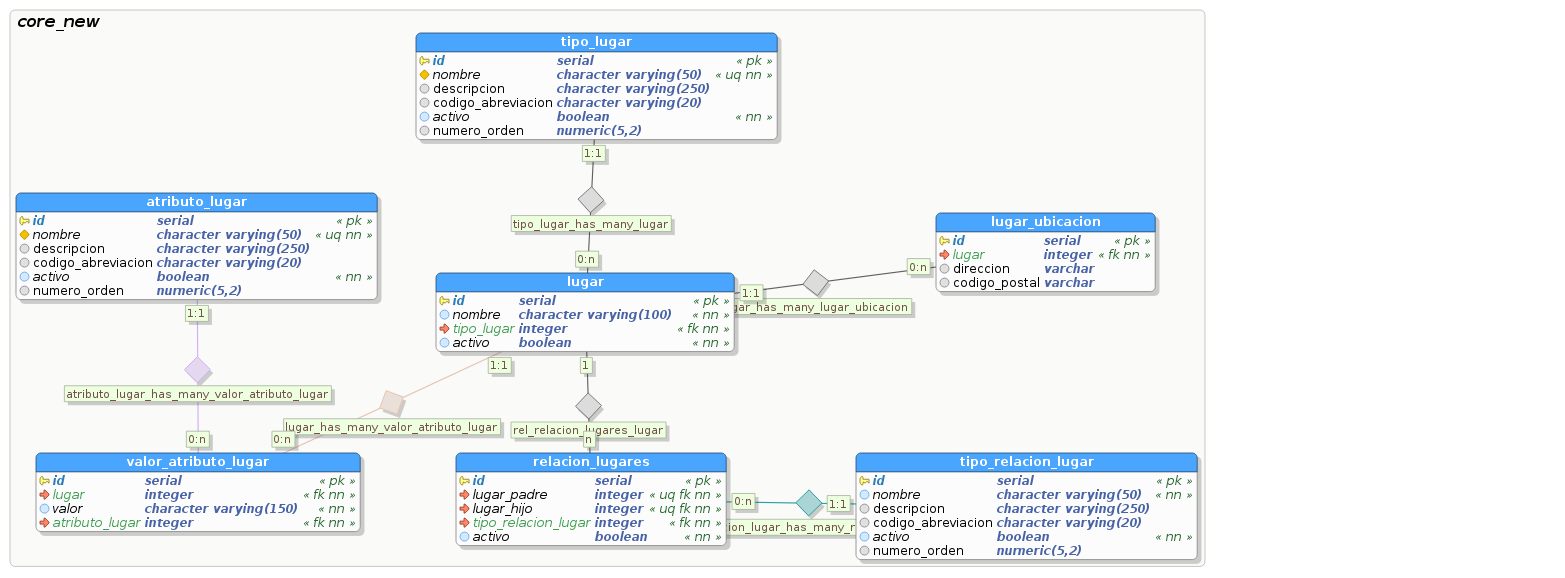 core_new
tipo_lugar
id serial « pk »
nombre character varying(50) « uq nn »
descripcion character varying(250)
codigo_abreviacion character varying(20)
activo boolean « nn »
numero_orden numeric(5,2)
1:1
tipo_lugar_has_many_lugar
0:n
atributo_lugar
id serial « pk »
nombre character varying(50) « uq nn »
descripcion character varying(250)
codigo_abreviacion character varying(20)
activo boolean « nn »
numero_orden numeric(5,2)
1:1
atributo_lugar_has_many_valor_atributo_lugar
0:n
lugar_ubicacion
id serial « pk »
lugar integer « fk nn »
direccion varchar
codigo_postal varchar
0:n
1:1
gar_has_many_lugar_ubicacion
lugar
id serial « pk »
nombre character varying(100) « nn »
tipo_lugar integer « fk nn »
activo boolean « nn »
1:1
lugar_has_many_valor_atributo_lugar
0:n
1
rel_relacion_lugares_lugar
n
valor_atributo_lugar
id serial « pk »
lugar integer « fk nn »
valor character varying(150) « nn »
atributo_lugar integer « fk nn »
relacion_lugares
id serial « pk »
lugar_padre integer « uq fk nn »
lugar_hijo integer « uq fk nn »
tipo_relacion_lugar integer « fk nn »
activo boolean « nn »
0:n
1:1
ion_lugar_has_many_r
tipo_relacion_lugar
id serial « pk »
nombre character varying(50) « nn »
descripcion character varying(250)
codigo_abreviacion character varying(20)
activo boolean « nn »
numero_orden numeric(5,2)